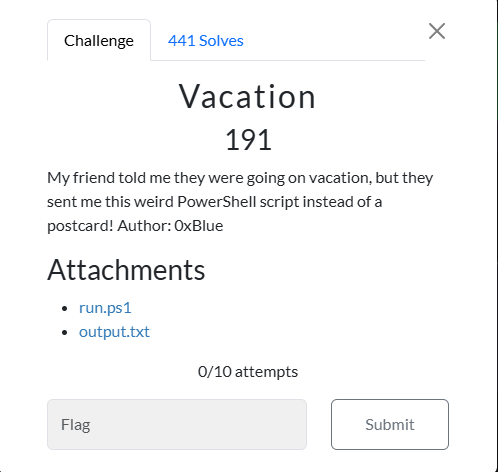 Challenge
441 Solves
Vacation
191
My friend told me they were going on vacation, but they
sent me this weird PowerShell script instead of a
postcard! Author: 0xBlue
Attachments
run.ps1
output.txt
0/10 attempts
Flag
Submit